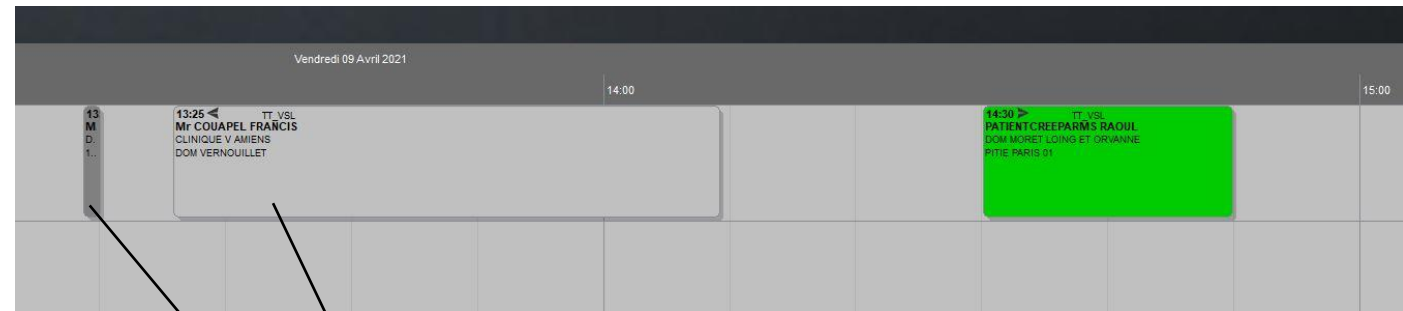 Vendredi 09 Avril 2021
14:00
15:00
13
M
D.
1..
13:25 TT_VSL
Mr COUAPEL FRANCIS
CLINIQUE V AMIENS
DOM VERNOUILLET
14:30 TT_VSL
PATIENTCREEPARMS RAOUL
DOM MORET LOING ET ORVANNE
PITIE PARIS 01